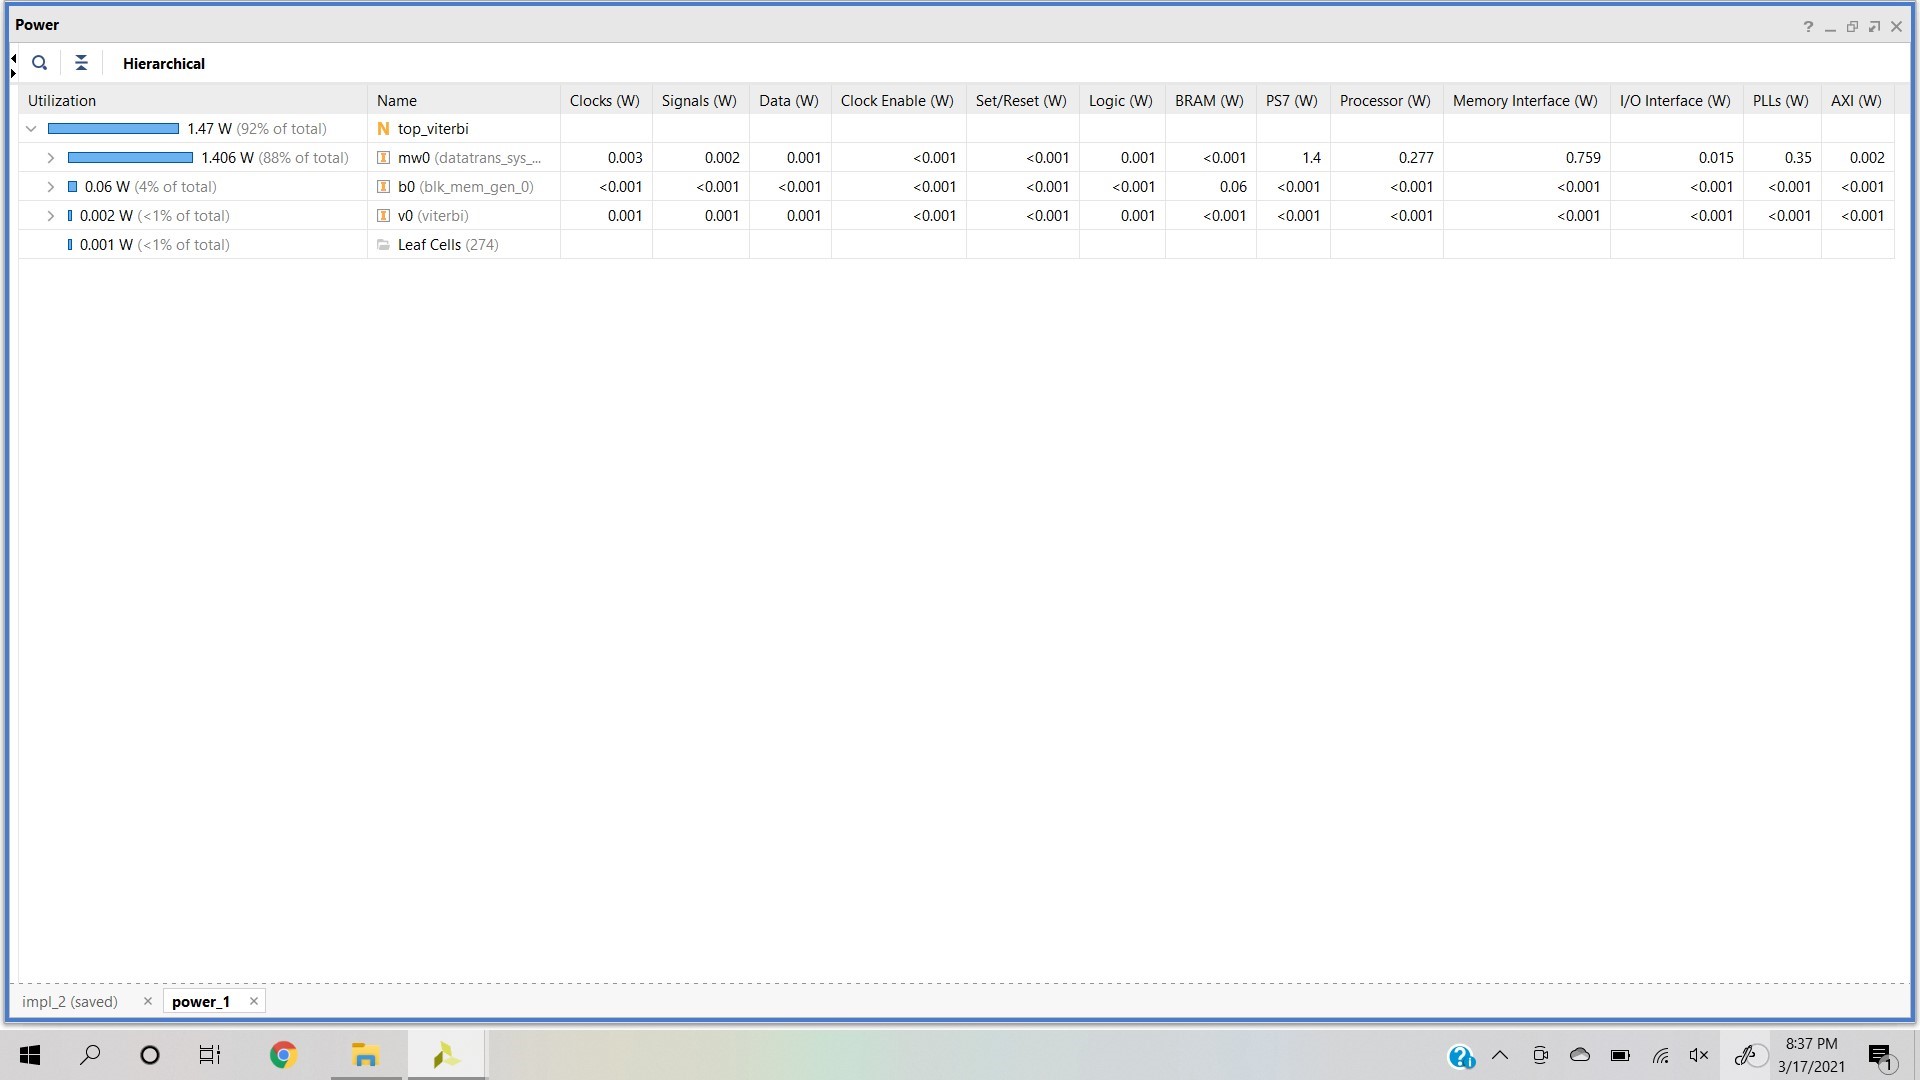 Power
Hierarchical
Utilization Name Clocks (W) Signals (W) Data (W) Clock Enable (W) Set/Reset (W) Logic (W) BRAM (W) PS7 (W) Processor (W) Memory Interface (W) I/O Interface (W) PLLs (W) AXI (W)
1.47 W (92% of total) N top_viterbi
1.406 W (88% of total) I mw0 (datatrans_sys_... 0.003 0.002 0.001 <0.001 <0.001 0.001 <0.001 1.4 0.277 0.759 0.015 0.35 0.002
0.06 W (4% of total) I b0 (blk_mem_gen_0) <0.001 <0.001 <0.001 <0.001 <0.001 <0.001 0.06 <0.001 <0.001 <0.001 <0.001 <0.001 <0.001
0.002 W (<1% of total) I v0 (viterbi) 0.001 0.001 0.001 <0.001 <0.001 0.001 <0.001 <0.001 <0.001 <0.001 <0.001 <0.001 <0.001
0.001 W (<1% of total) Leaf Cells (274)
impl_2 (saved) power_1
8:37 PM
3/17/2021
1